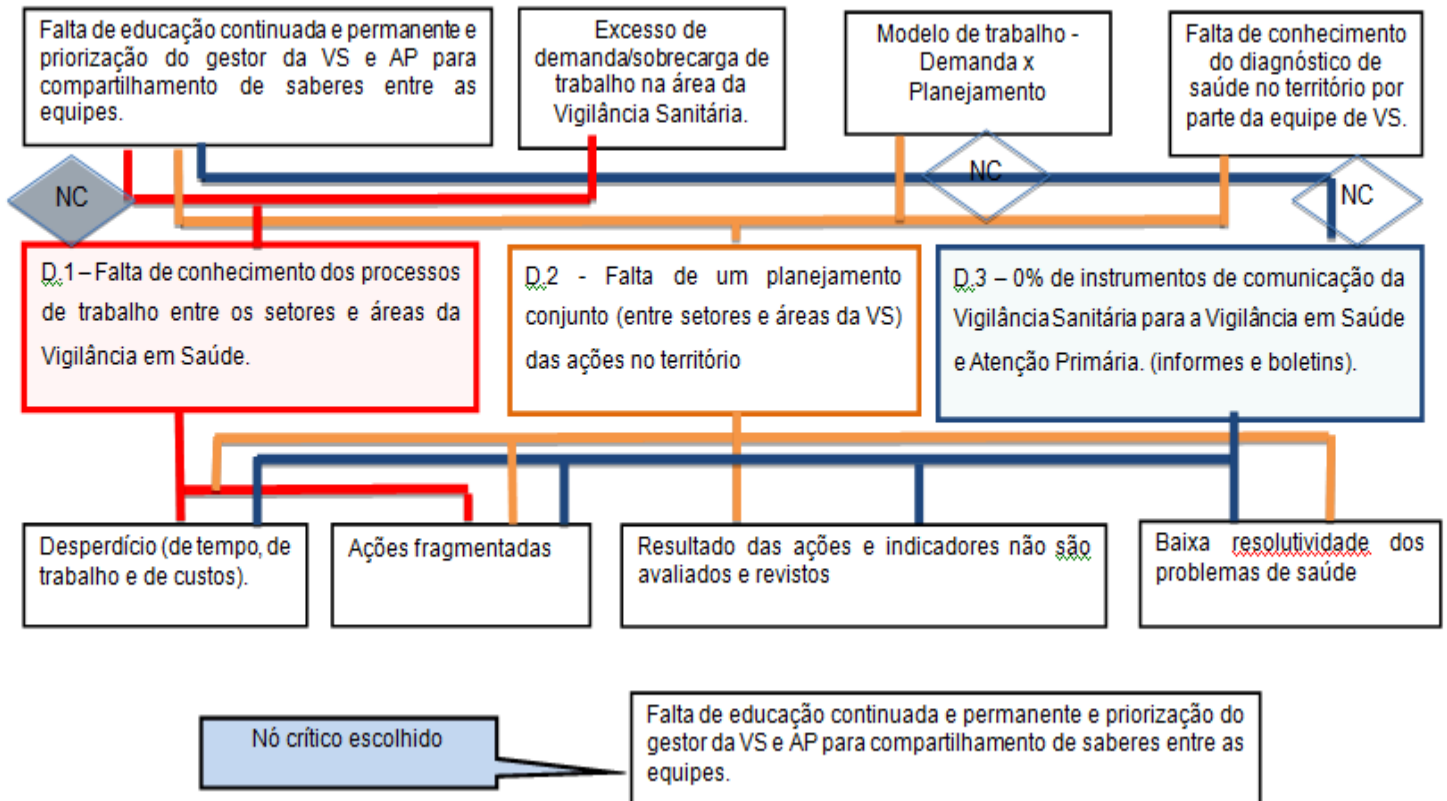 Falta de educação continuada e permanente e
priorização do gestor da VS e AP para
compartilhamento de saberes entre as
equipes.
Excesso de
demanda/sobrecarga de
trabalho na área da
Vigilância Sanitária.
Modelo de trabalho -
Demanda x
Planejamento
Falta de conhecimento
do diagnóstico de
saúde no território por
parte da equipe de VS.
NC
NC
NC
D.1 – Falta de conhecimento dos processos
de trabalho entre os setores e áreas da
Vigilância em Saúde.
D.2 - Falta de um planejamento
conjunto (entre setores e áreas da VS)
das ações no território
D.3 – 0% de instrumentos de comunicação da
Vigilância Sanitária para a Vigilância em Saúde
e Atenção Primária. (informes e boletins).
Desperdício (de tempo, de
trabalho e de custos).
Ações fragmentadas
Resultado das ações e indicadores não são
avaliados e revistos
Baixa resolutividade dos
problemas de saúde
Nó crítico escolhido
Falta de educação continuada e permanente e priorização do
gestor da VS e AP para compartilhamento de saberes entre as
equipes.